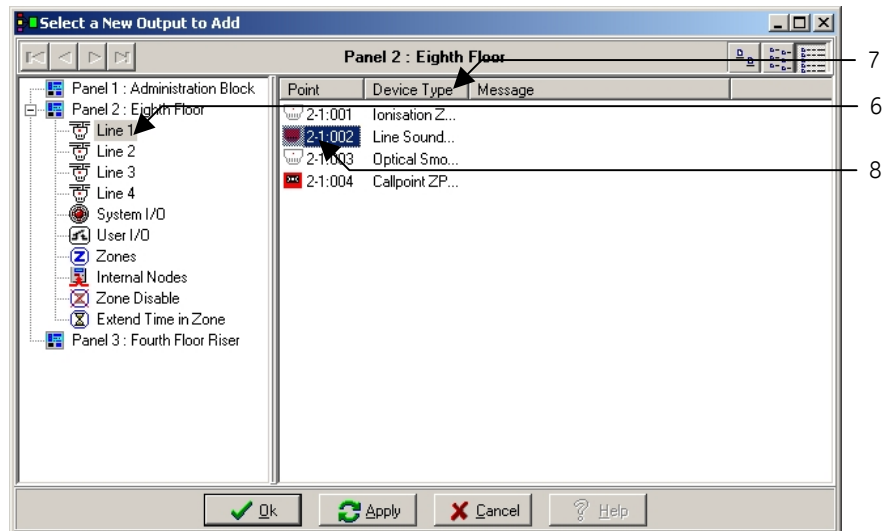 Select a New Output to Add
Panel 2 : Eighth Floor
7
Panel 1 : Administration Block
Panel 2 : Eighth Floor
Line 1
Line 2
Line 3
Line 4
System I/O
User I/O
Zones
Internal Nodes
Zone Disable
Extend Time in Zone
Panel 3 : Fourth Floor Riser
Point Device Type Message
6
2-1:001 Ionisation Z...
2-1:002 Line Sound...
2-1:003 Optical Smo...
8
2-1:004 Callpoint ZP...
Ok Apply Cancel Help